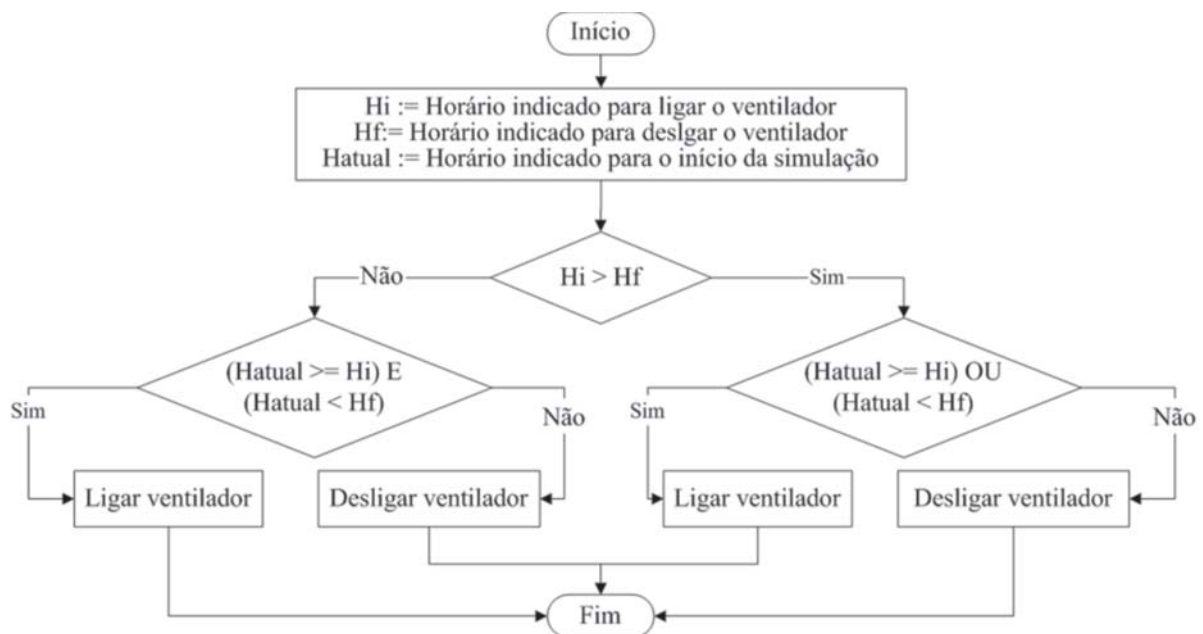 Início
Hi := Horário indicado para ligar o ventilador
Hf:= Horário indicado para deslgar o ventilador
Hatual := Horário indicado para o início da simulação
Hi > Hf
Não
Sim
(Hatual >= Hi) E
(Hatual < Hf)
Sim
Não
(Hatual >= Hi) OU
(Hatual < Hf)
Sim
Não
Ligar ventilador
Desligar ventilador
Ligar ventilador
Desligar ventilador
Fim